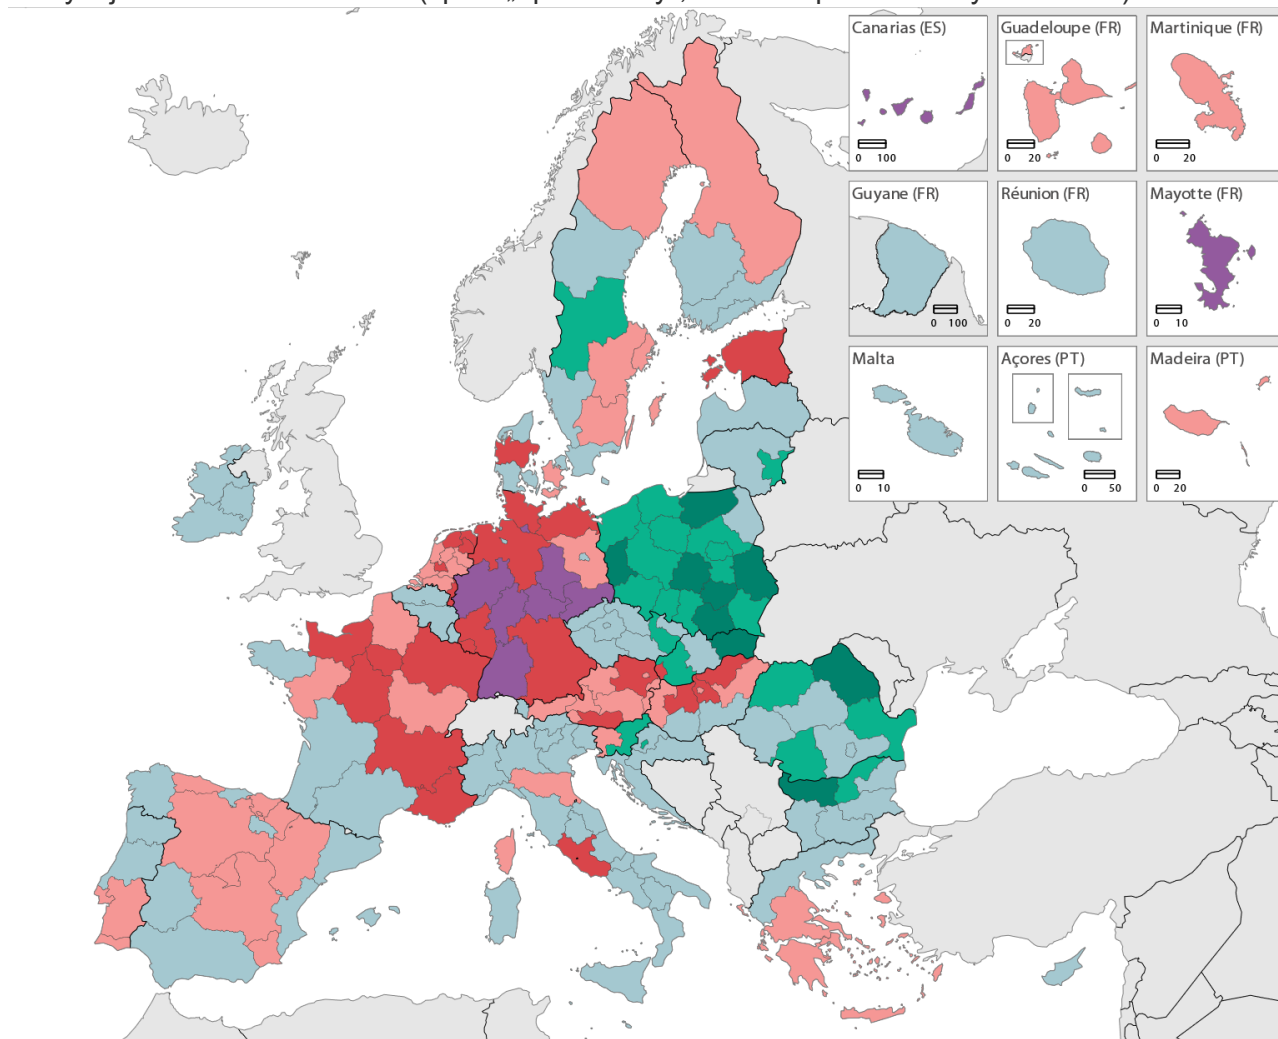 Canarias (ES)
0 100
Guadeloupe (FR)
0 20
Martinique (FR)
0 20
Guyane (FR)
0 100
Réunion (FR)
0 20
Mayotte (FR)
0 10
Malta
0 10
Açores (PT)
0 50
Madeira (PT)
0 20